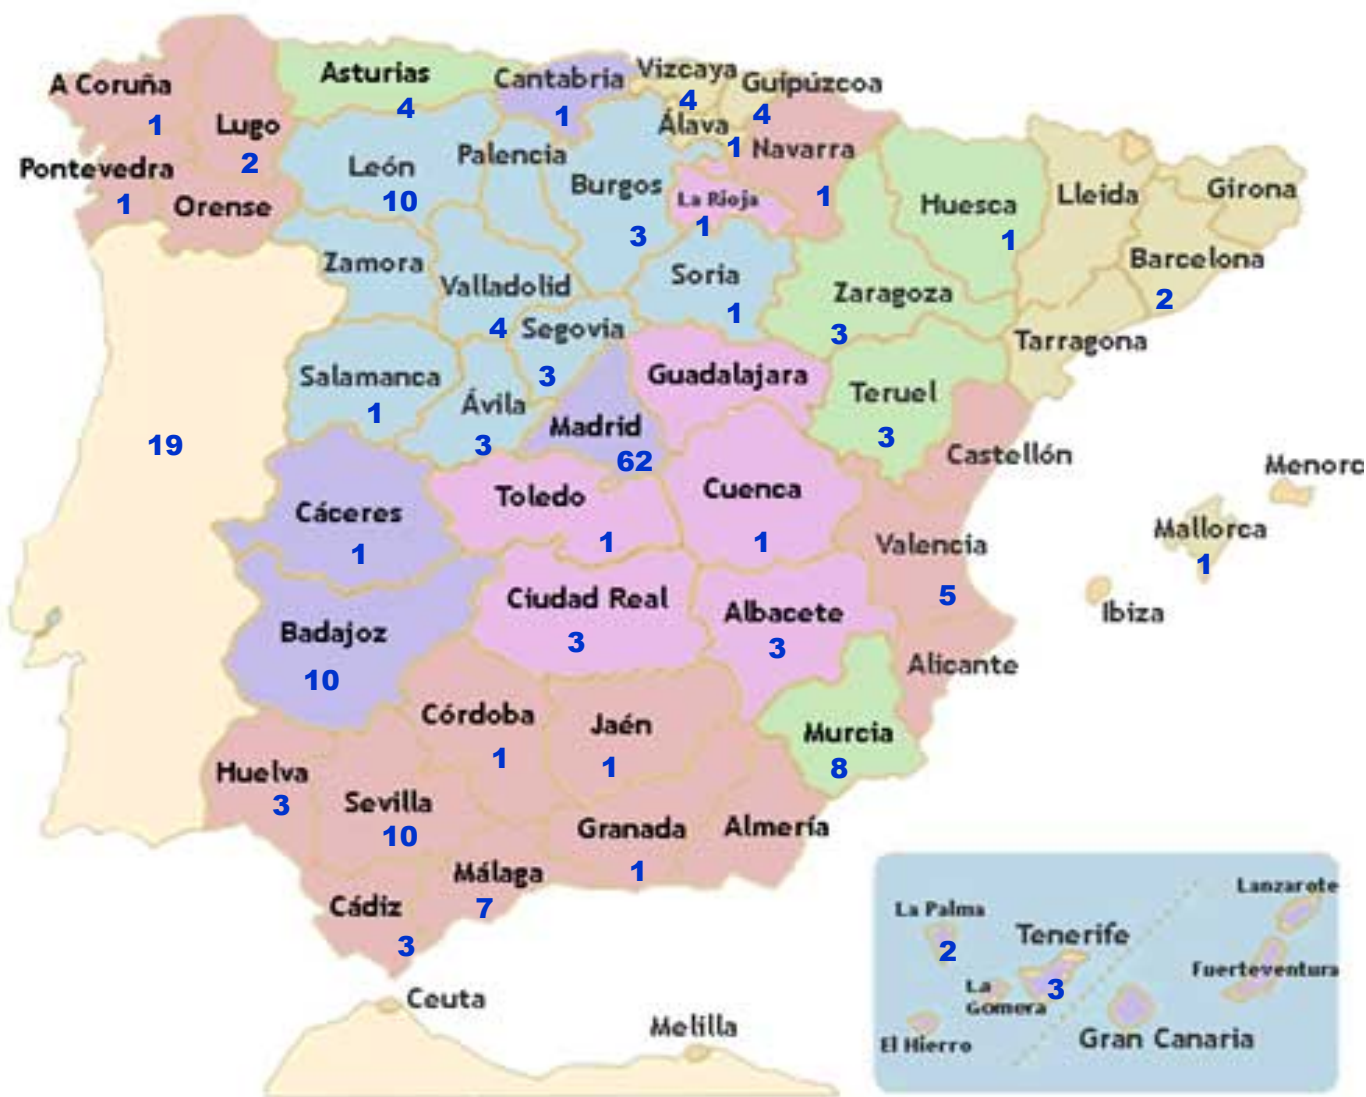 Asturias
4
Cantabria
1
Vizcaya
4
Guipúzcoa
4
A Coruña
1
Lugo
2
Álava
1
Navarra
1
Pontevedra
1
Orense
León
10
Palencia
Burgos
3
La Rioja
1
Huesca
1
Lleida
Girona
Barcelona
2
Zamora
Valladolid
4
Soria
1
Zaragoza
3
Tarragona
Segovia
3
Salamanca
1
Ávila
3
Madrid
62
Guadalajara
Teruel
3
Castellón
19
Menorc
Mallorca
1
Ibiza
Cáceres
1
Toledo
1
Cuenca
1
Valencia
5
Badajoz
10
Ciudad Real
3
Albacete
3
Alicante
Córdoba
1
Jaén
1
Murcia
8
Huelva
3
Sevilla
10
Granada
1
Almería
Málaga
7
Cádiz
3
Ceuta
Melilla
La Palma
2
Tenerife
3
La
Gomera
El Hierro
Gran Canaria
Lanzarote
Fuerteventura